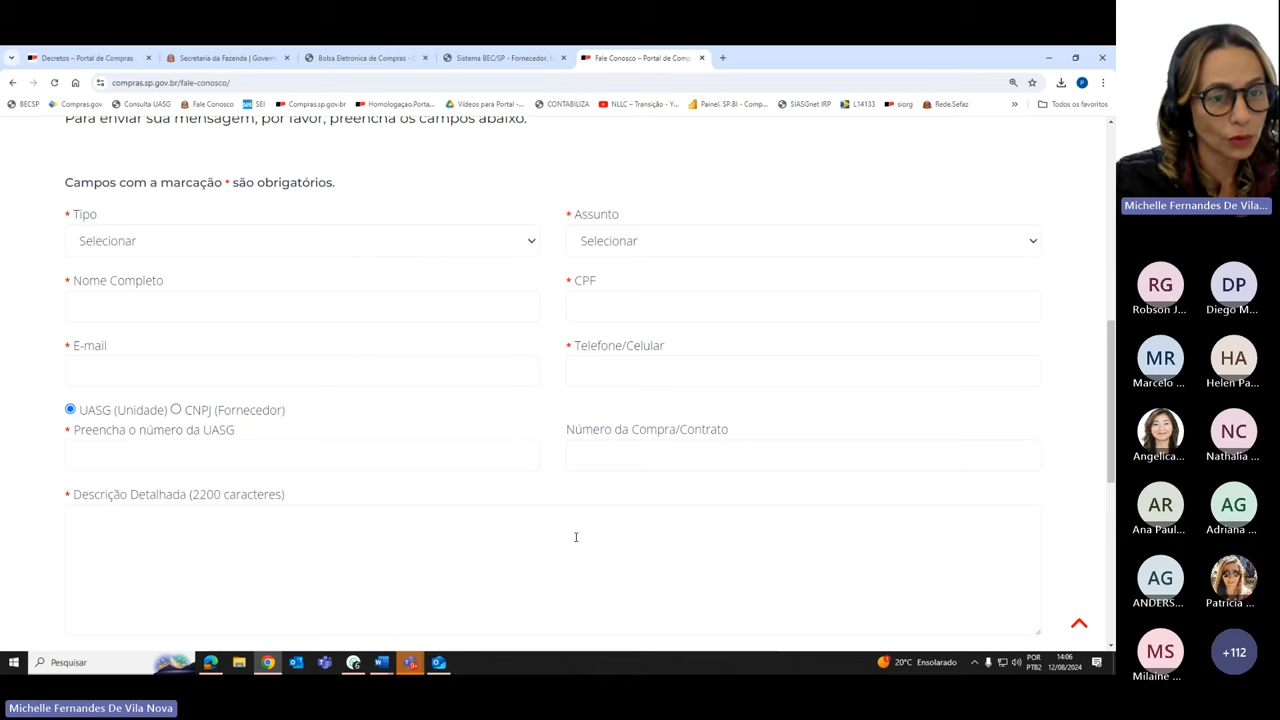 Decretos – Portal de Compras
Secretaria da Fazenda | Govern
Bolsa Eletronica de Compras - G
Sistema BEC/SP - Fornecedor,
Fale Conosco – Portal de Comp
compras.sp.gov.br/fale-conosco/
BECSP
Compras.gov
Consulta UASG
Fale Conosco
sei
SEI
Compras.sp.gov.br
Homologaçao.Porta...
Vídeos para Portal -...
CONTABILIZA
NLLC – Transição - Y...
Painel. SP.BI - Comp...
SIASGnet IRP
L14133
siorg
Rede.Sefaz
»
Todos os favoritos
Para enviar sua mensagem, por favor, preencha os campos abaixo.
Campos com a marcação * são obrigatórios.
* Tipo
* Assunto
Selecionar
Selecionar
* Nome Completo
* CPF
* E-mail
* Telefone/Celular
UASG (Unidade) CNPJ (Fornecedor)
* Preencha o número da UASG
Número da Compra/Contrato
* Descrição Detalhada (2200 caracteres)
Pesquisar
20°C Ensolarado
POR
PTB2
14:06
12/08/2024
Michelle Fernandes De Vila Nova
Michelle Fernandes De Vila...
RG
Robson J...
DP
Diego M...
MR
Marcelo ...
HA
Helen Pa...
Angelica...
NC
Nathalia ...
AR
Ana Paul...
AG
Adriana ...
AG
ANDERS...
Patrícia ...
MS
Milaine ...
+112